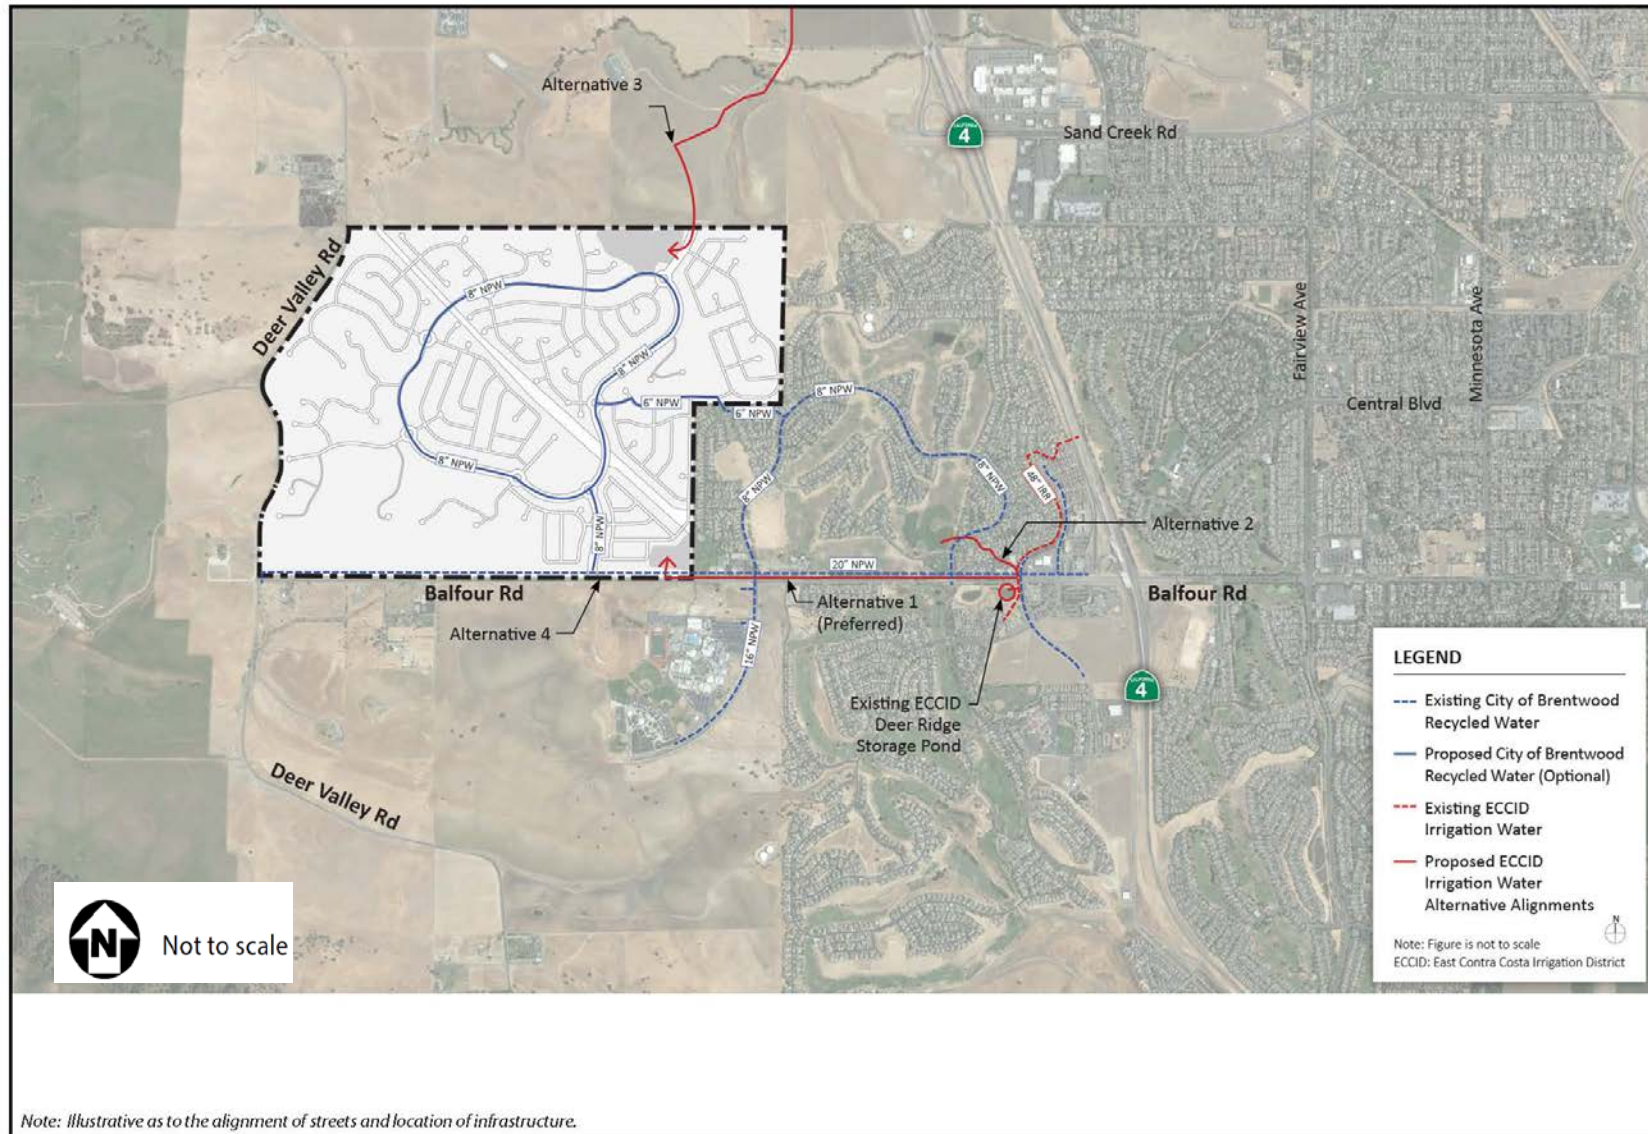 Alternative 3
CALIFORNIA
4
Sand Creek Rd
Deer Valley Rd
8" NPW
8" NPW
6" NPW
6" NPW
8" NPW
8" NPW
8" NPW
8" NPW
8" NPW
48" IRR
Fairview Ave
Minnesota Ave
Central Blvd
Alternative 2
20" NPW
Balfour Rd
Balfour Rd
Alternative 1
(Preferred)
Alternative 4
16" NPW
CALIFORNIA
4
Existing ECCID
Deer Ridge
Storage Pond
Deer Valley Rd
LEGEND
Existing City of Brentwood
Recycled Water
Proposed City of Brentwood
Recycled Water (Optional)
Existing ECCID
Irrigation Water
Proposed ECCID
Irrigation Water
Alternative Alignments
N
Note: Figure is not to scale
ECCID: East Contra Costa Irrigation District
N
Not to scale
Note: Illustrative as to the alignment of streets and location of infrastructure.